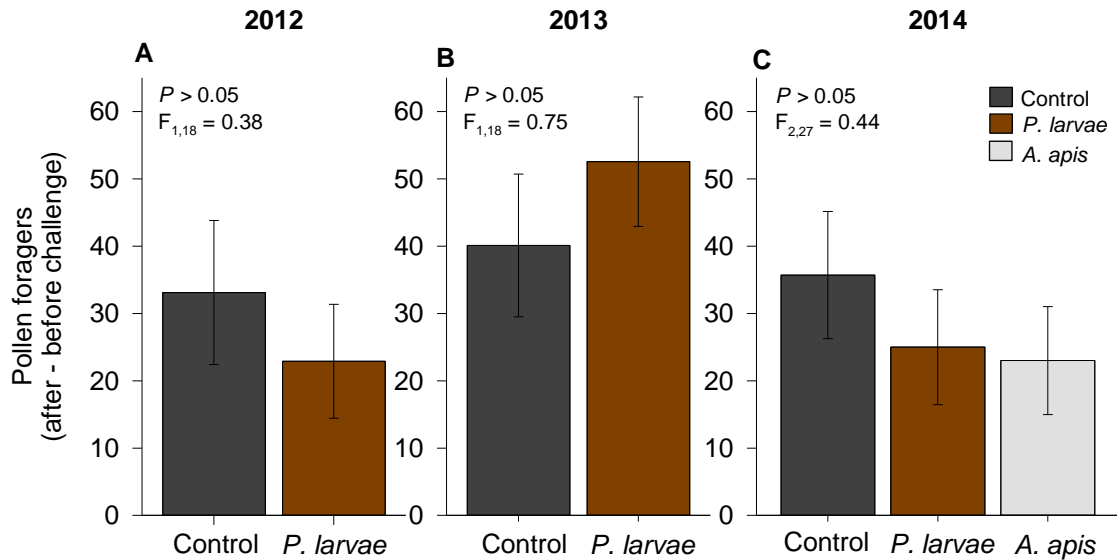 2012
2013
2014
A
B
C
P > 0.05
F1,18 = 0.38
P > 0.05
F1,18 = 0.75
P > 0.05
F2,27 = 0.44
Control
P. larvae
A. apis
Pollen foragers
(after - before challenge)
60
50
40
30
20
10
0
60
50
40
30
20
10
0
60
50
40
30
20
10
0
Control P. larvae
Control P. larvae
Control P. larvae A. apis